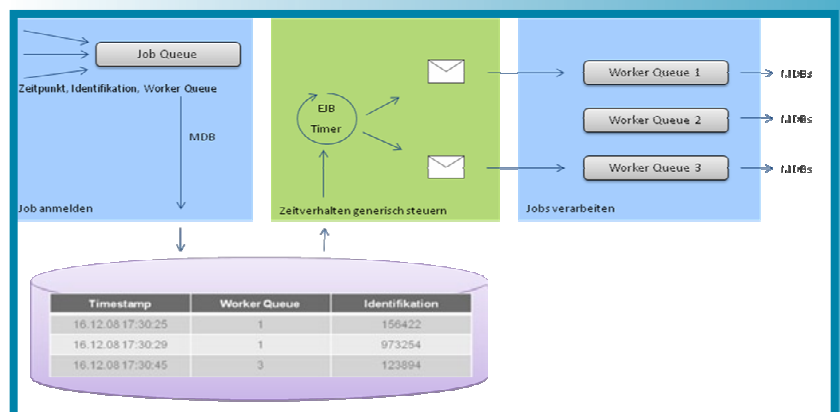 Job Queue
Zeitpunkt, Identifikation, Worker Queue
MDB
Job anmelden
EJB
Timer
Zeitverhalten generisch steuern
Worker Queue 1
MDBs
Worker Queue 2
MDBs
Worker Queue 3
MDBs
Jobs verarbeiten
Timestamp Worker Queue Identifikation
16.12.08 17:30:25 1 156422
16.12.08 17:30:29 1 973254
16.12.08 17:30:45 3 123894